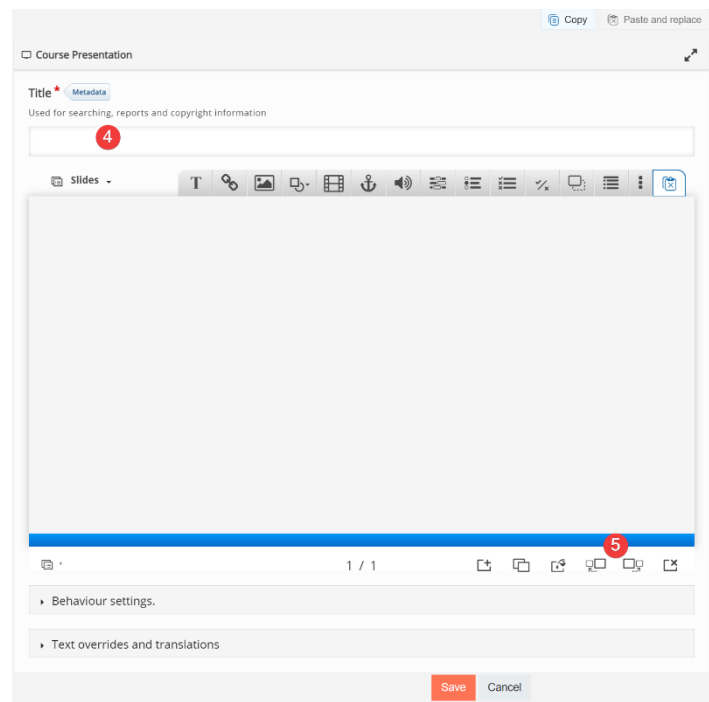 Copy Paste and replace
Course Presentation
Title * Metadata
Used for searching, reports and copyright information
4
Slides
T
5
1 / 1
Behaviour settings.
Text overrides and translations
Save Cancel